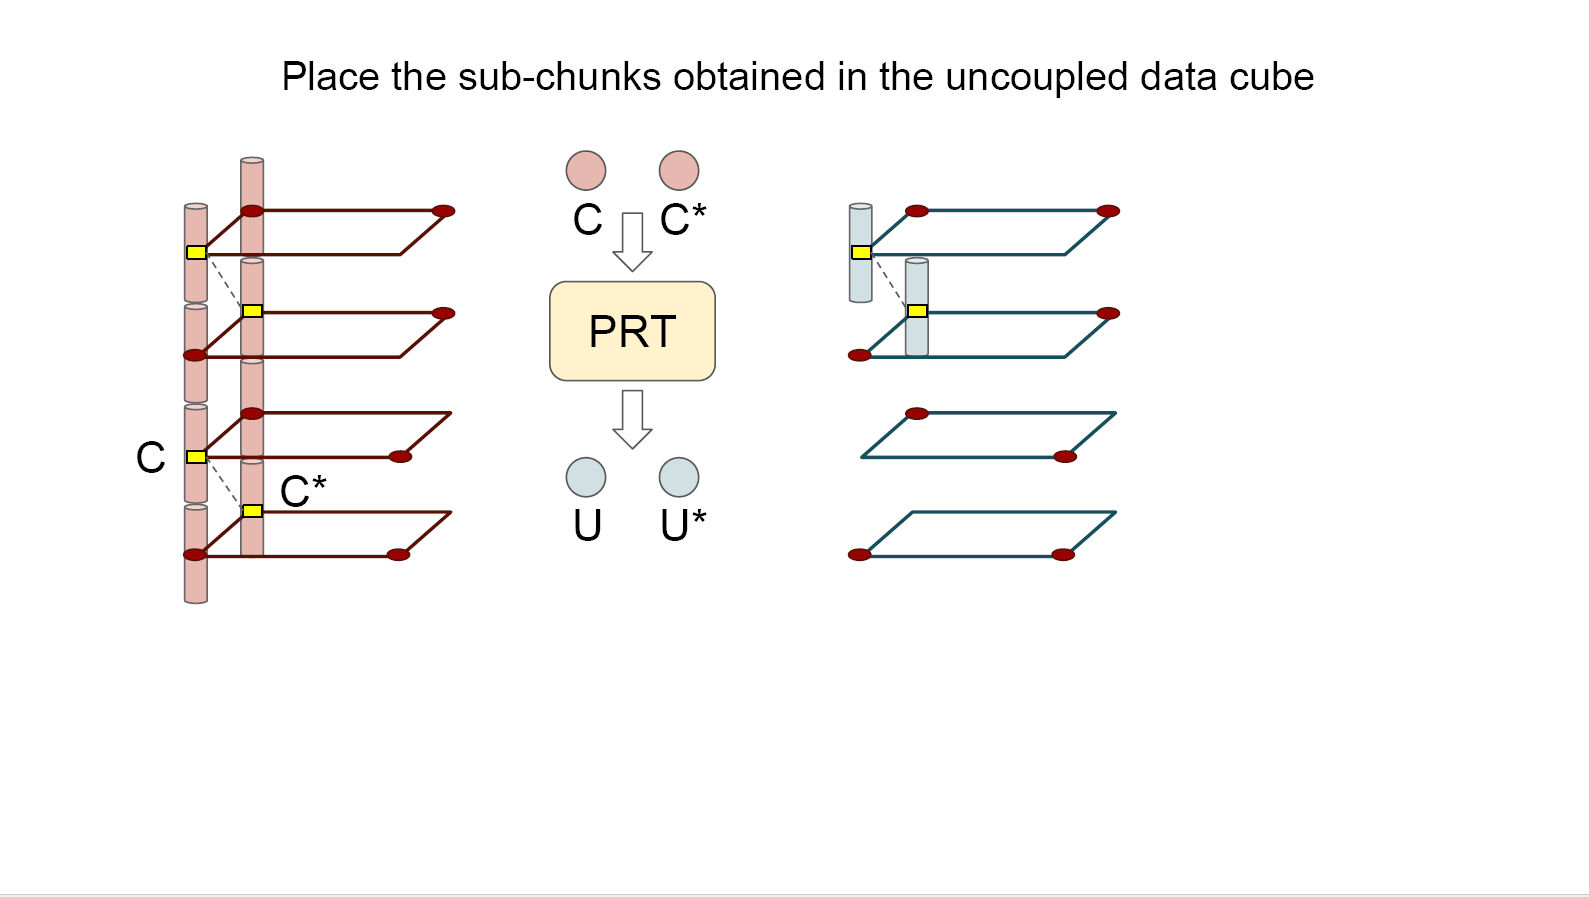 Place the sub-chunks obtained in the uncoupled data cube
C C*
PRT
C
C*
U U*